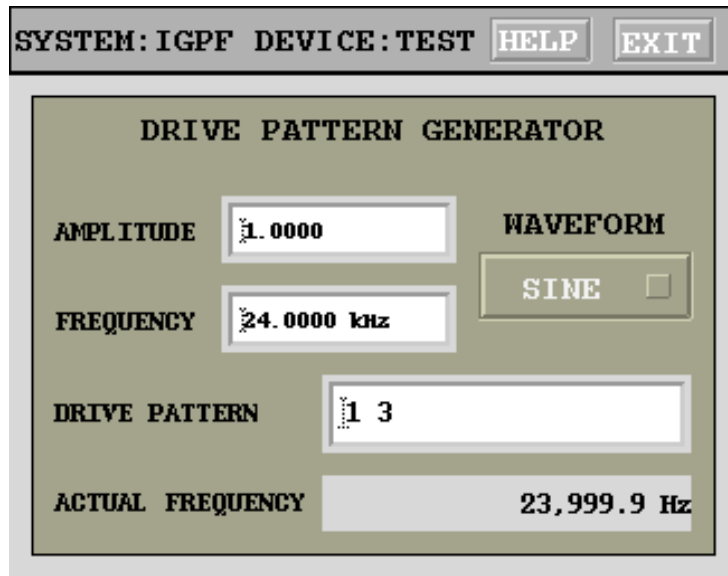 SYSTEM:IGPF DEVICE:TEST HELP EXIT
DRIVE PATTERN GENERATOR
AMPLITUDE 1.0000
WAVEFORM
SINE
FREQUENCY 24.0000 kHz
DRIVE PATTERN 1 3
ACTUAL FREQUENCY 23,999.9 Hz